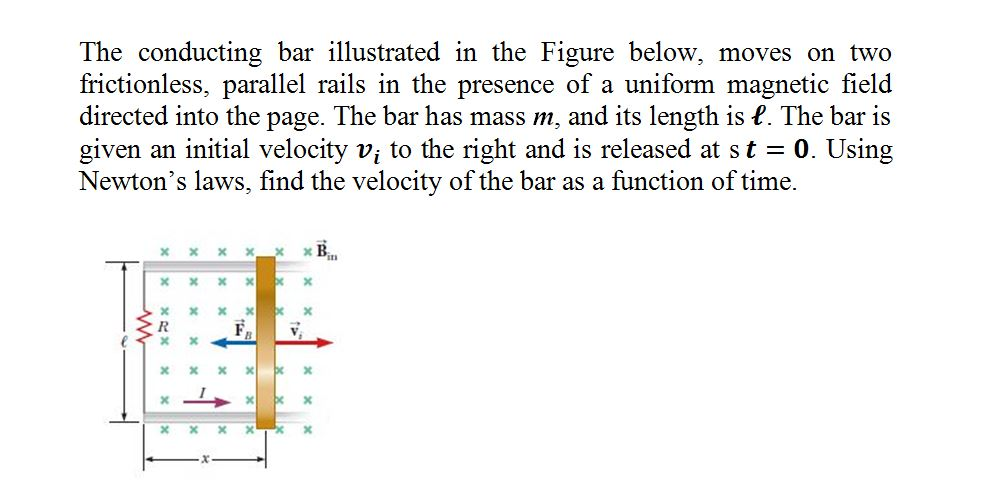 The conducting bar illustrated in the Figure below, moves on two
frictionless, parallel rails in the presence of a uniform magnetic field
directed into the page. The bar has mass m, and its length is ℓ. The bar is
given an initial velocity vᵢ to the right and is released at s t = 0. Using
Newton's laws, find the velocity of the bar as a function of time.
B⃗in
R
F⃗B
v⃗ᵢ
ℓ
I
x